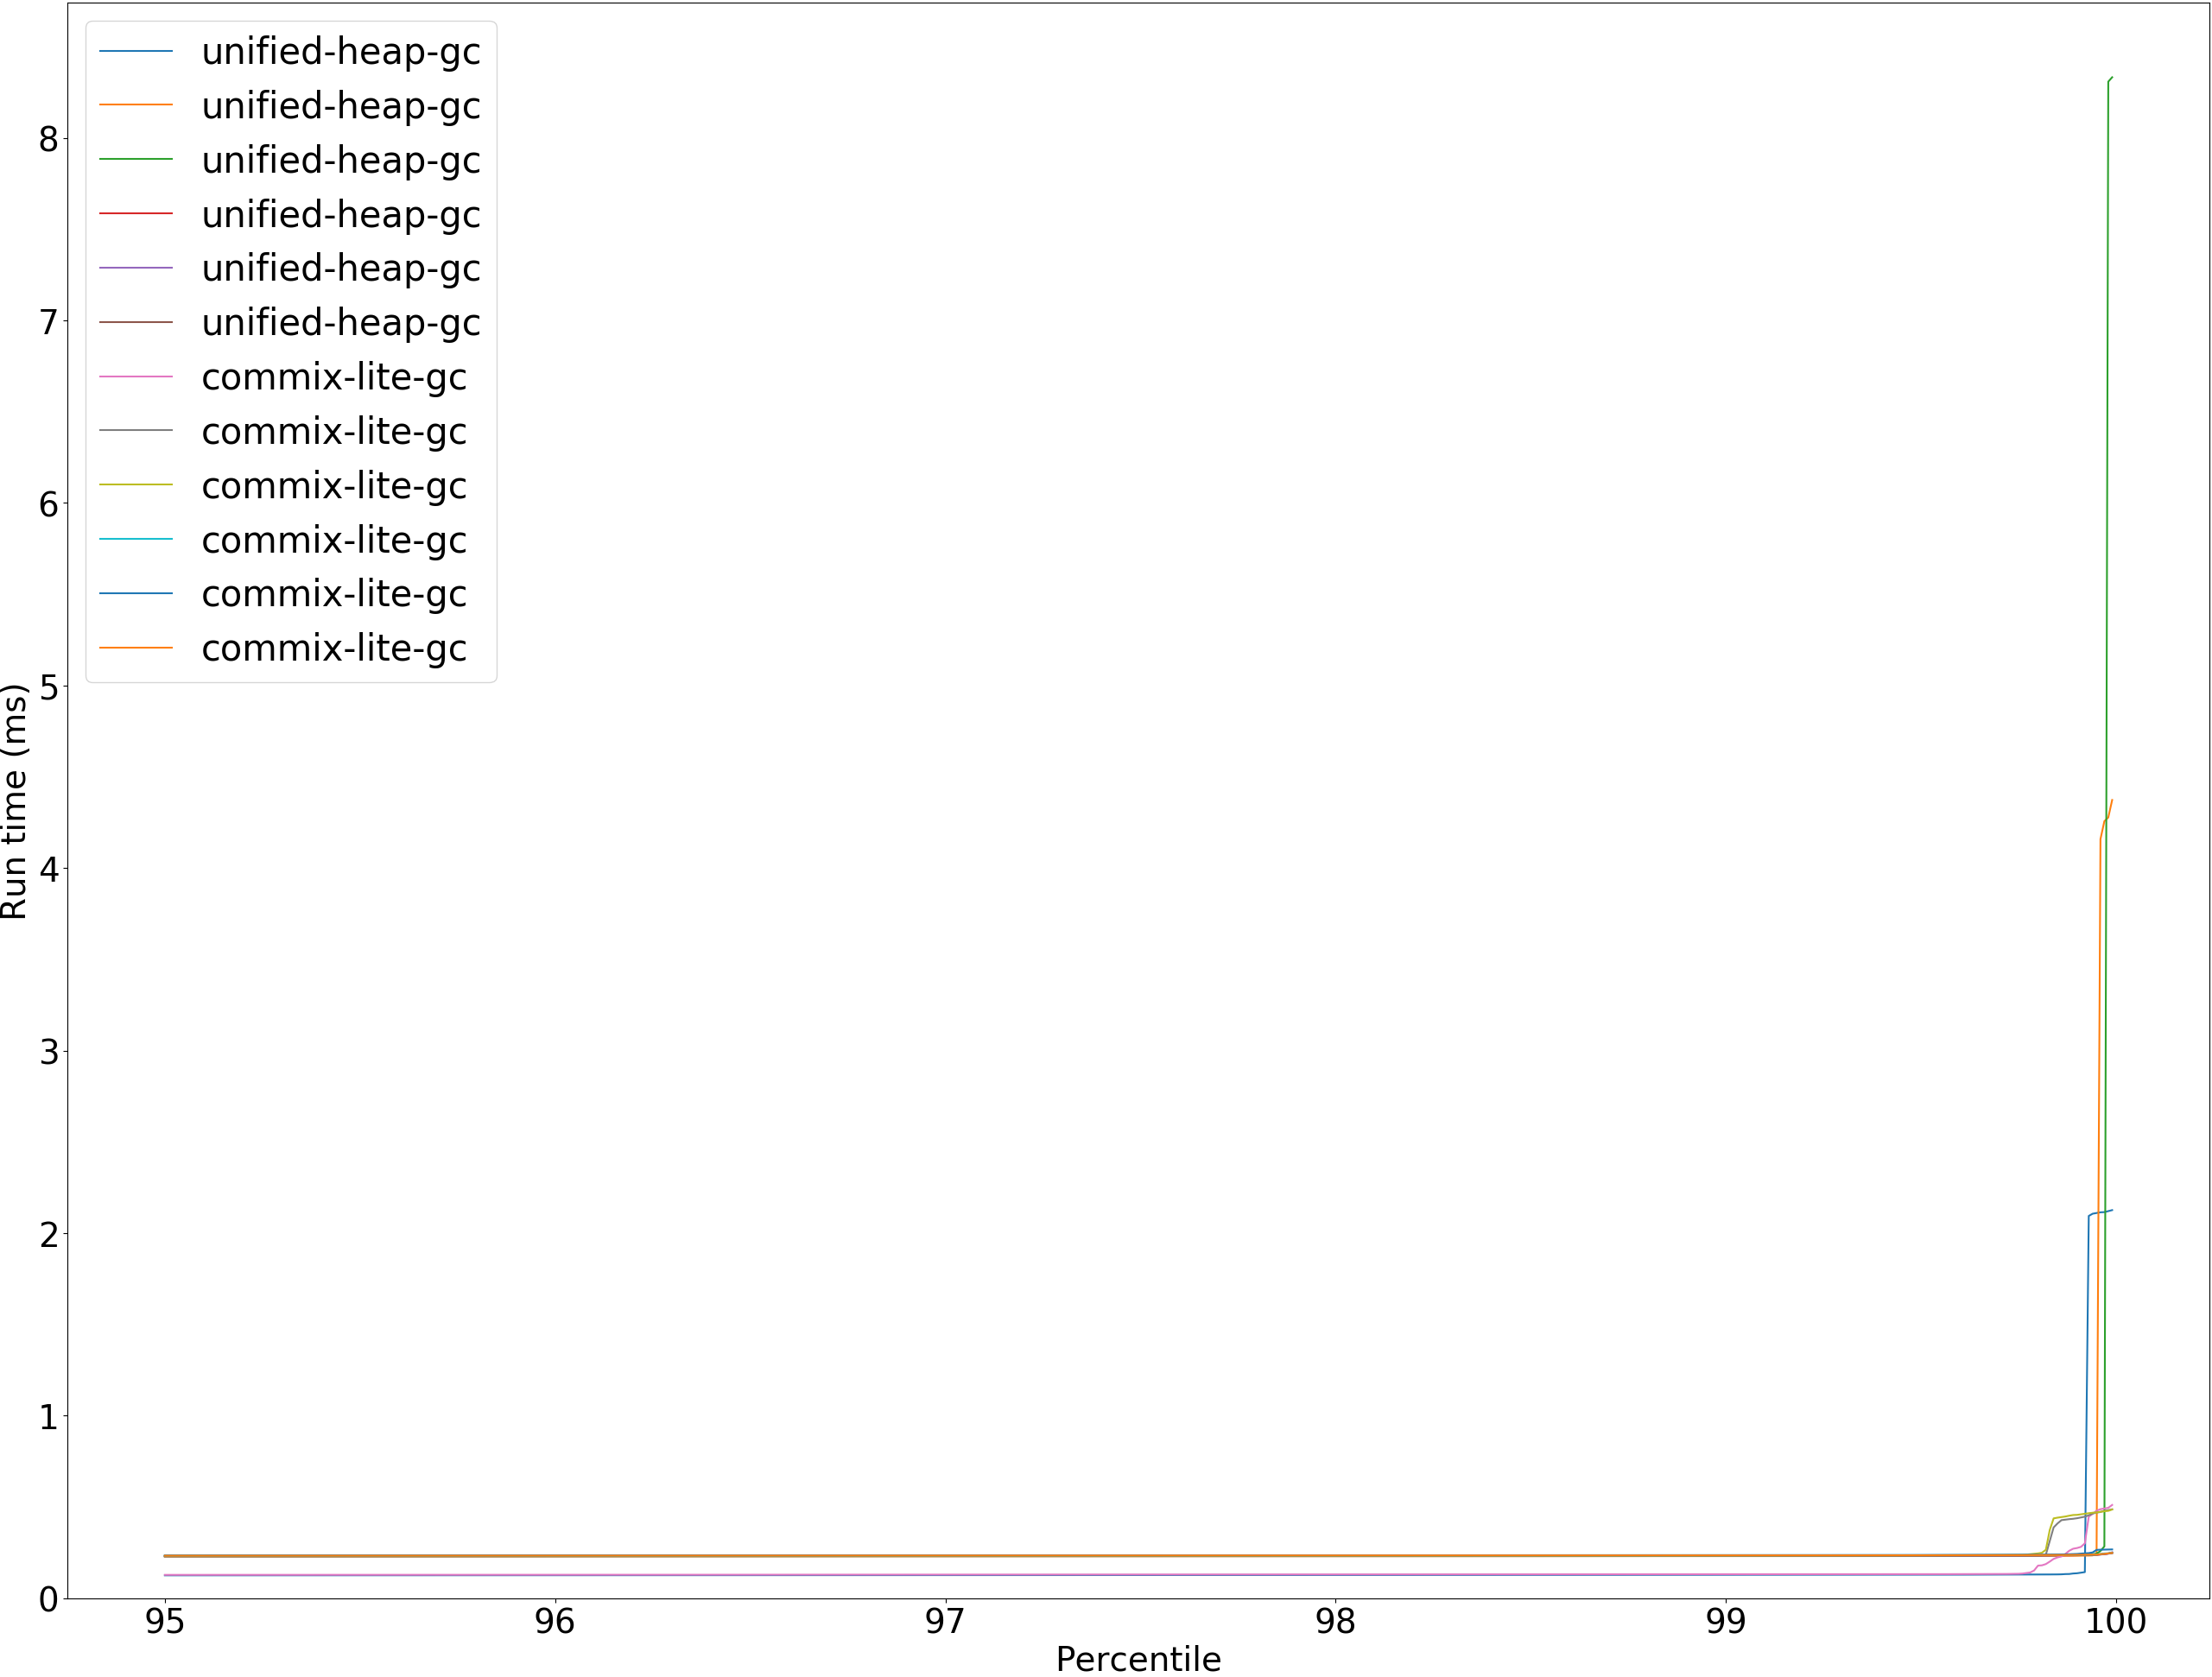 unified-heap-gc
unified-heap-gc
unified-heap-gc
unified-heap-gc
unified-heap-gc
unified-heap-gc
commix-lite-gc
commix-lite-gc
commix-lite-gc
commix-lite-gc
commix-lite-gc
commix-lite-gc
8
7
6
5
4
3
2
1
0
Run time (ms)
95 96 97 98 99 100
Percentile